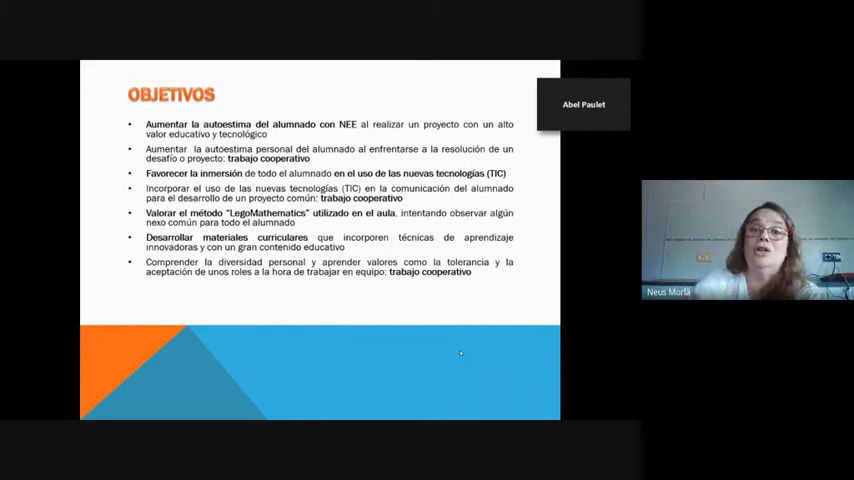 OBJETIVOS
• Aumentar la autoestima del alumnado con NEE al realizar un proyecto con un alto
valor educativo y tecnológico
• Aumentar la autoestima personal del alumnado al enfrentarse a la resolución de un
desafío o proyecto: trabajo cooperativo
• Favorecer la inmersión de todo el alumnado en el uso de las nuevas tecnologías (TIC)
• Incorporar el uso de las nuevas tecnologías (TIC) en la comunicación del alumnado
para el desarrollo de un proyecto común: trabajo cooperativo
• Valorar el método “LegoMathematics” utilizado en el aula, intentando observar algún
nexo común para todo el alumnado
• Desarrollar materiales curriculares que incorporen técnicas de aprendizaje
innovadoras y con un gran contenido educativo
• Comprender la diversidad personal y aprender valores como la tolerancia y la
aceptación de unos roles a la hora de trabajar en equipo: trabajo cooperativo
Abel Paulet
Neus Morla